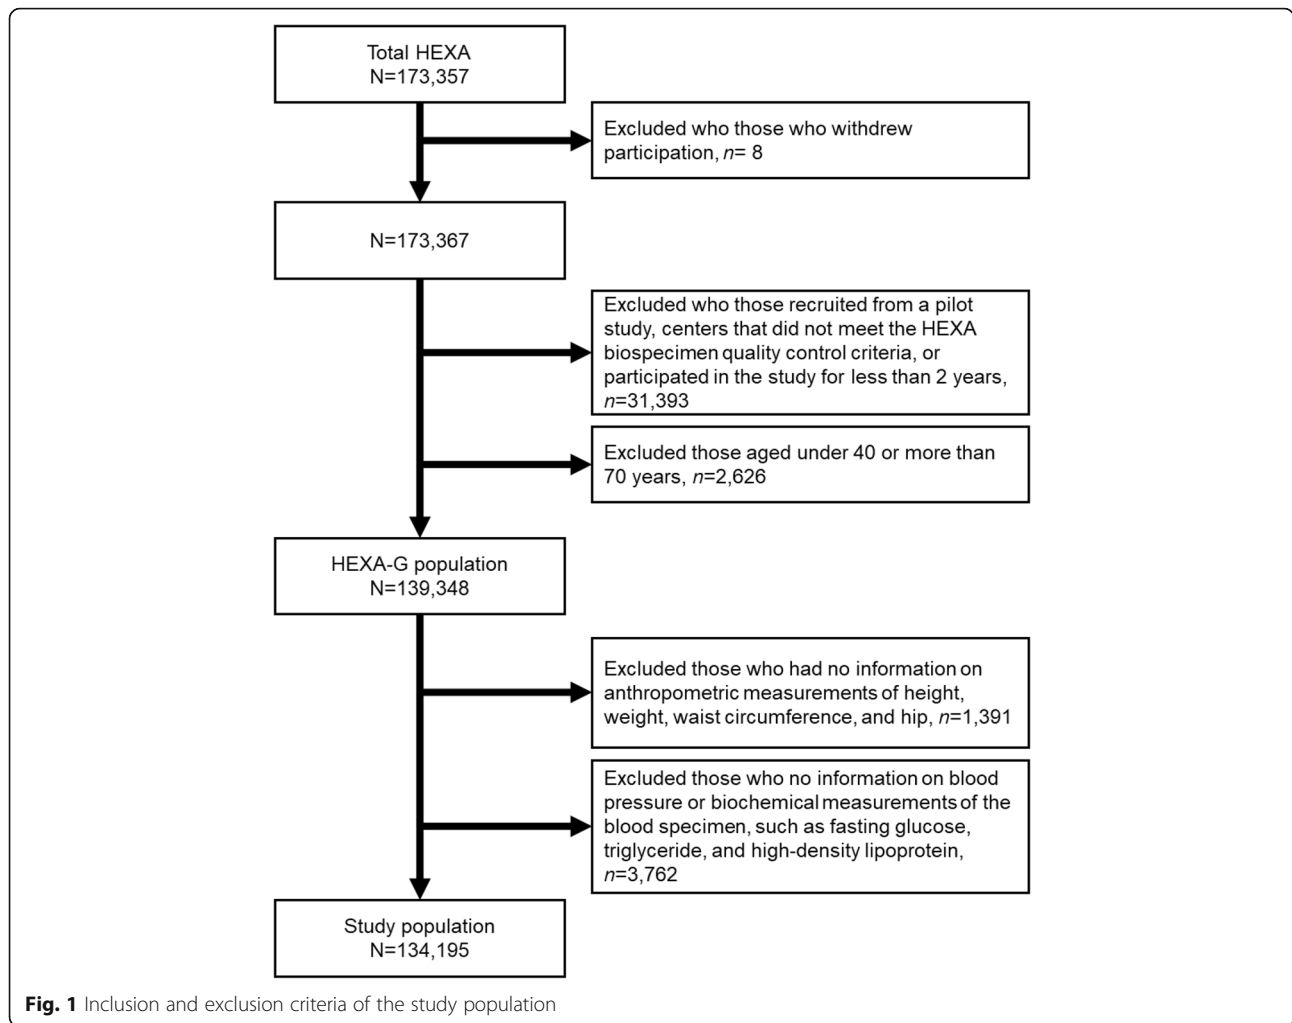 Total HEXA
N=173,357
Excluded who those who withdrew
participation, n= 8
N=173,367
Excluded who those recruited from a pilot
study, centers that did not meet the HEXA
biospecimen quality control criteria, or
participated in the study for less than 2 years,
n=31,393
Excluded those aged under 40 or more than
70 years, n=2,626
HEXA-G population
N=139,348
Excluded those who had no information on
anthropometric measurements of height,
weight, waist circumference, and hip, n=1,391
Excluded those who no information on blood
pressure or biochemical measurements of the
blood specimen, such as fasting glucose,
triglyceride, and high-density lipoprotein,
n=3,762
Study population
N=134,195
Fig. 1 Inclusion and exclusion criteria of the study population